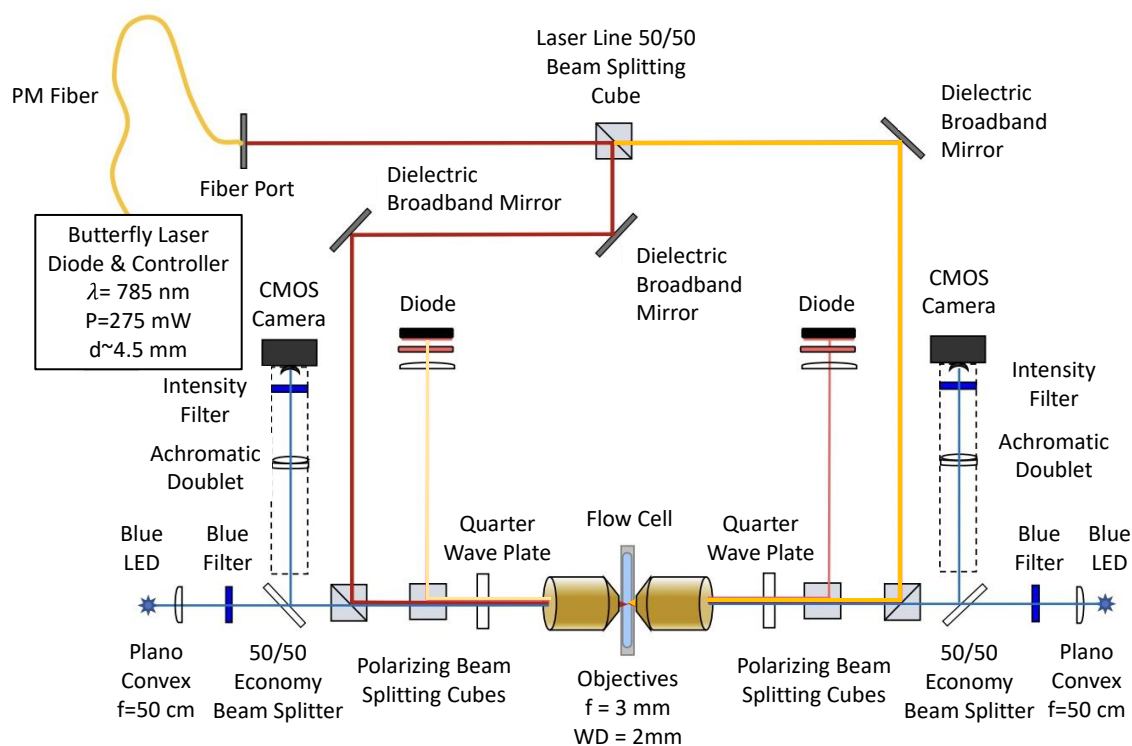 Laser Line 50/50
Beam Splitting
Cube
PM Fiber
Dielectric
Broadband
Mirror
Fiber Port
Dielectric
Broadband Mirror
Butterfly Laser
Diode & Controller
𝜆= 785 nm
P=275 mW
d~4.5 mm
Dielectric
Broadband
Mirror
CMOS
Camera
Diode
Diode
CMOS
Camera
Intensity
Filter
Intensity
Filter
Achromatic
Doublet
Achromatic
Doublet
Blue
LED
Blue
Filter
Quarter
Wave Plate
Flow Cell
Quarter
Wave Plate
Blue
Filter
Blue
LED
Plano
Convex
f=50 cm
50/50
Economy
Beam Splitter
Polarizing Beam
Splitting Cubes
Objectives
f = 3 mm
WD = 2mm
Polarizing Beam
Splitting Cubes
50/50
Economy
Beam Splitter
Plano
Convex
f=50 cm